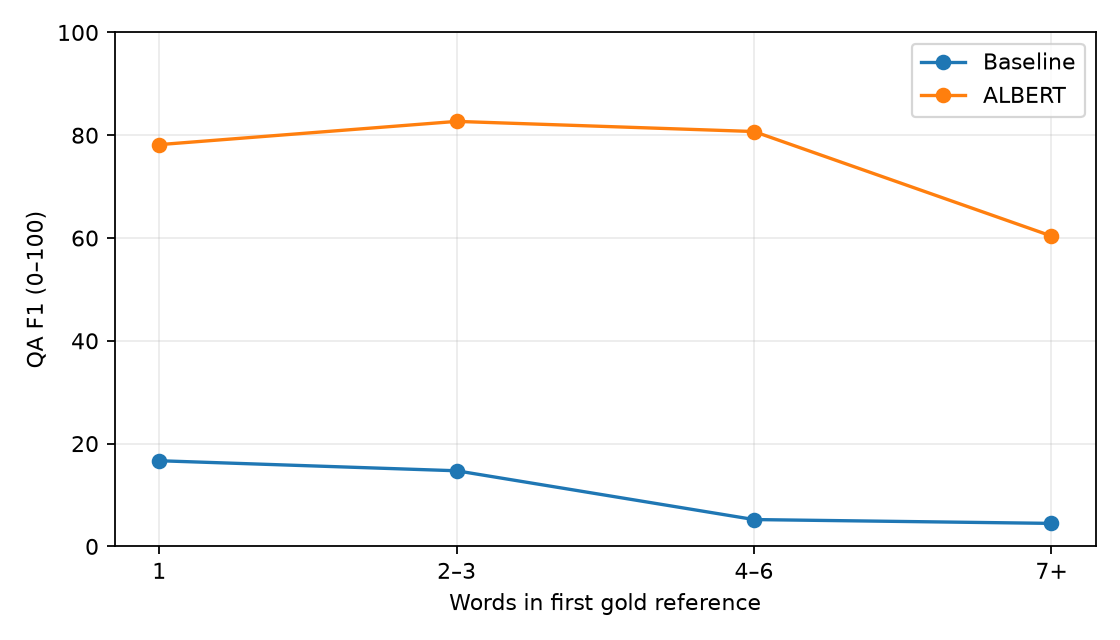 100
80
60
40
20
0
QA F1 (0–100)
Baseline
ALBERT
1
2–3
4–6
7+
Words in first gold reference